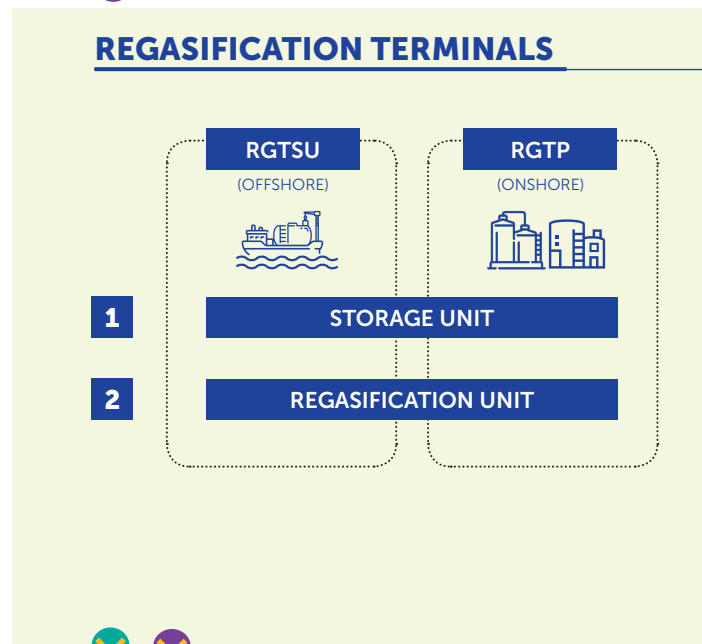 REGASIFICATION TERMINALS
RGTSU
RGTP
(OFFSHORE)
(ONSHORE)
1
STORAGE UNIT
2
REGASIFICATION UNIT